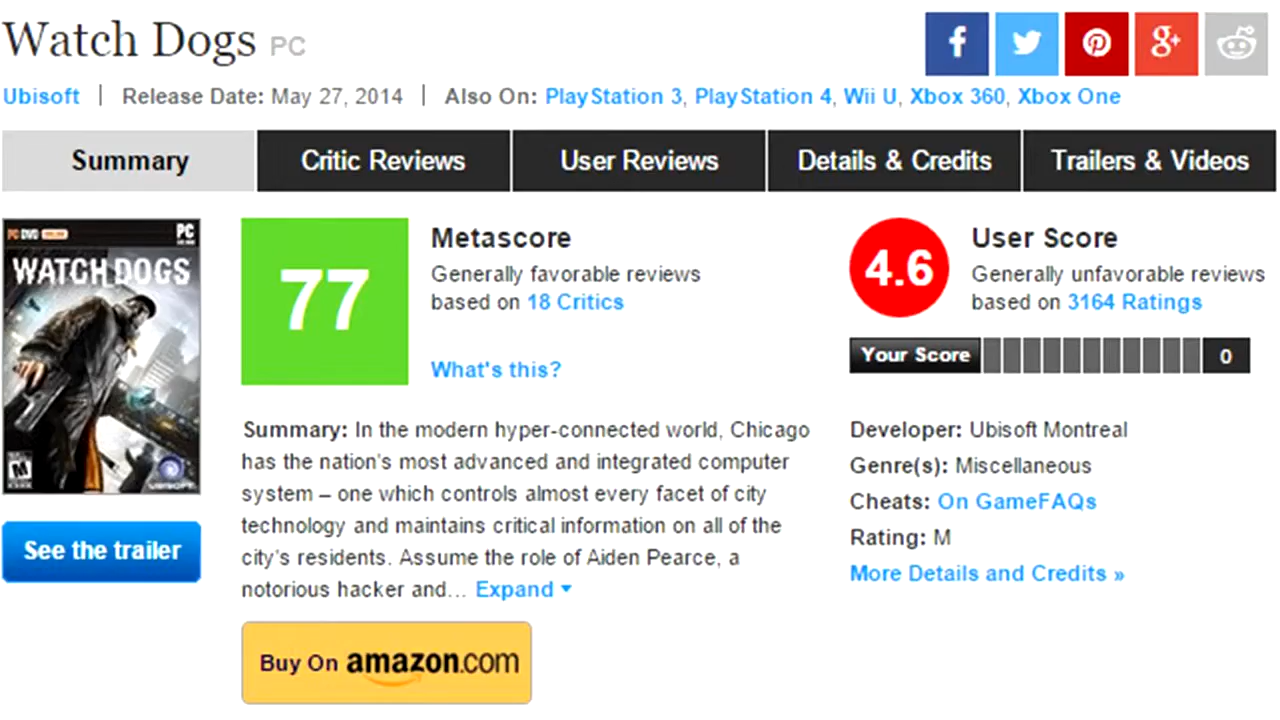 Watch Dogs PC
Ubisoft | Release Date: May 27, 2014 | Also On: PlayStation 3, PlayStation 4, Wii U, Xbox 360, Xbox One
Summary
Critic Reviews
User Reviews
Details & Credits
Trailers & Videos
PC DVD
PC
WATCH DOGS
M
UBISOFT
See the trailer
77
Metascore
Generally favorable reviews
based on 18 Critics
What's this?
Summary: In the modern hyper-connected world, Chicago
has the nation's most advanced and integrated computer
system – one which controls almost every facet of city
technology and maintains critical information on all of the
city's residents. Assume the role of Aiden Pearce, a
notorious hacker and... Expand
Buy On amazon.com
4.6
User Score
Generally unfavorable reviews
based on 3164 Ratings
Your Score 0
Developer: Ubisoft Montreal
Genre(s): Miscellaneous
Cheats: On GameFAQs
Rating: M
More Details and Credits »